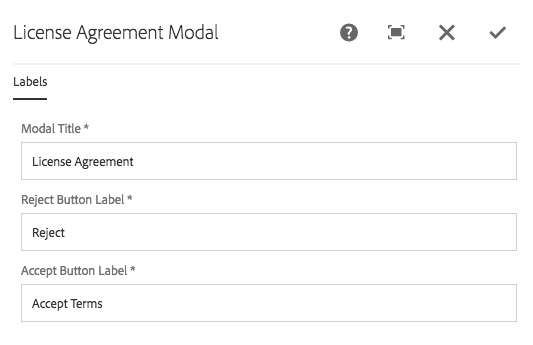 License Agreement Modal
Labels
Modal Title *
License Agreement
Reject Button Label *
Reject
Accept Button Label *
Accept Terms